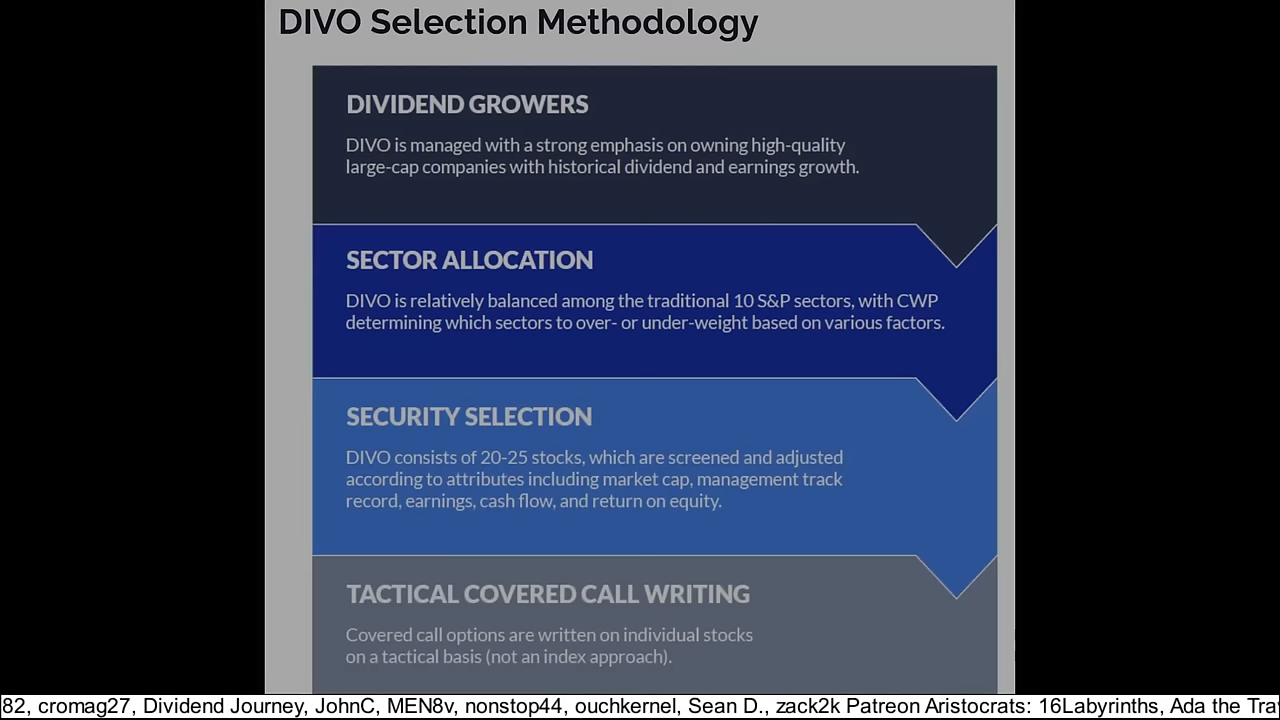 DIVO Selection Methodology
DIVIDEND GROWERS
DIVO is managed with a strong emphasis on owning high-quality
large-cap companies with historical dividend and earnings growth.
SECTOR ALLOCATION
DIVO is relatively balanced among the traditional 10 S&P sectors, with CWP
determining which sectors to over- or under-weight based on various factors.
SECURITY SELECTION
DIVO consists of 20-25 stocks, which are screened and adjusted
according to attributes including market cap, management track
record, earnings, cash flow, and return on equity.
TACTICAL COVERED CALL WRITING
Covered call options are written on individual stocks
on a tactical basis (not an index approach).
82, cromag27, Dividend Journey, JohnC, MEN8v, nonstop44, ouchkernel, Sean D., zack2k Patreon Aristocrats: 16Labyrinths, Ada the Tra